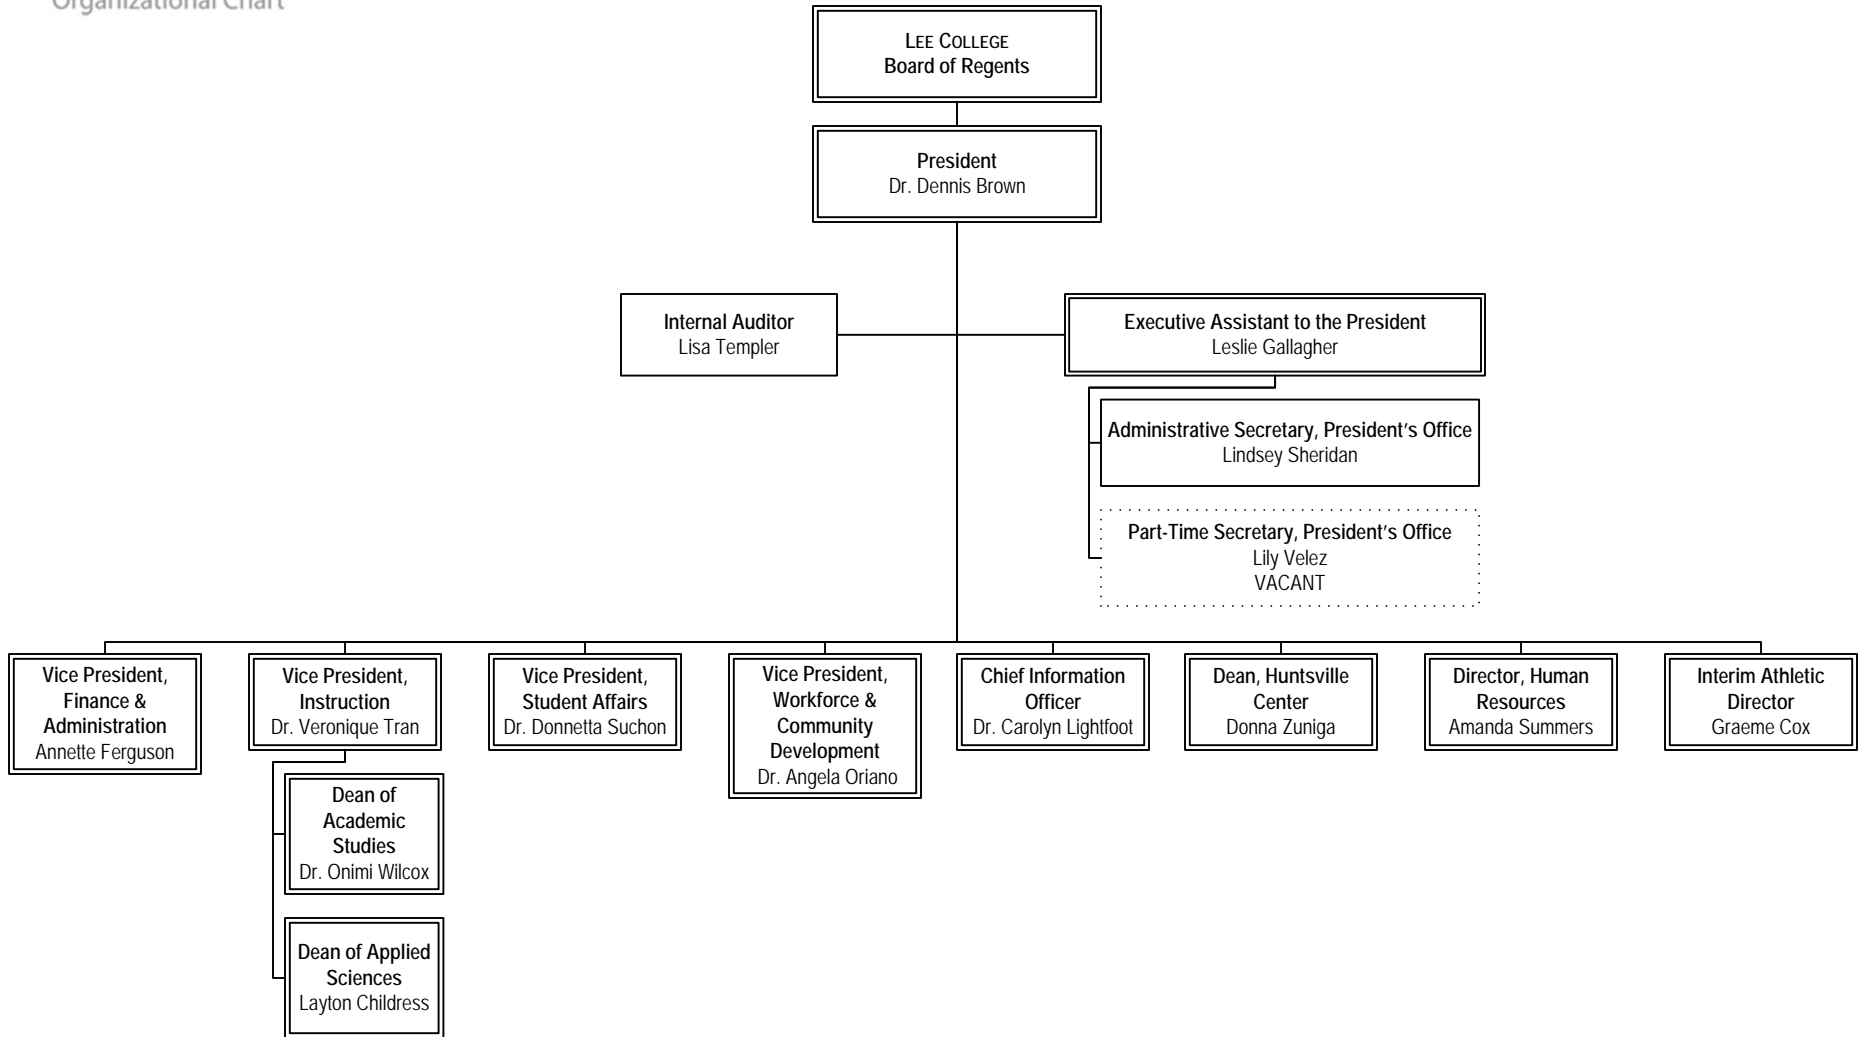 Organizational Chart
LEE COLLEGE
Board of Regents
President
Dr. Dennis Brown
Internal Auditor
Lisa Templer
Executive Assistant to the President
Leslie Gallagher
Administrative Secretary, President's Office
Lindsey Sheridan
Part-Time Secretary, President's Office
Lily Velez
VACANT
Vice President,
Finance &
Administration
Annette Ferguson
Vice President,
Instruction
Dr. Veronique Tran
Vice President,
Student Affairs
Dr. Donnetta Suchon
Vice President,
Workforce &
Community
Development
Dr. Angela Oriano
Chief Information
Officer
Dr. Carolyn Lightfoot
Dean, Huntsville
Center
Donna Zuniga
Director, Human
Resources
Amanda Summers
Interim Athletic
Director
Graeme Cox
Dean of
Academic
Studies
Dr. Onimi Wilcox
Dean of Applied
Sciences
Layton Childress